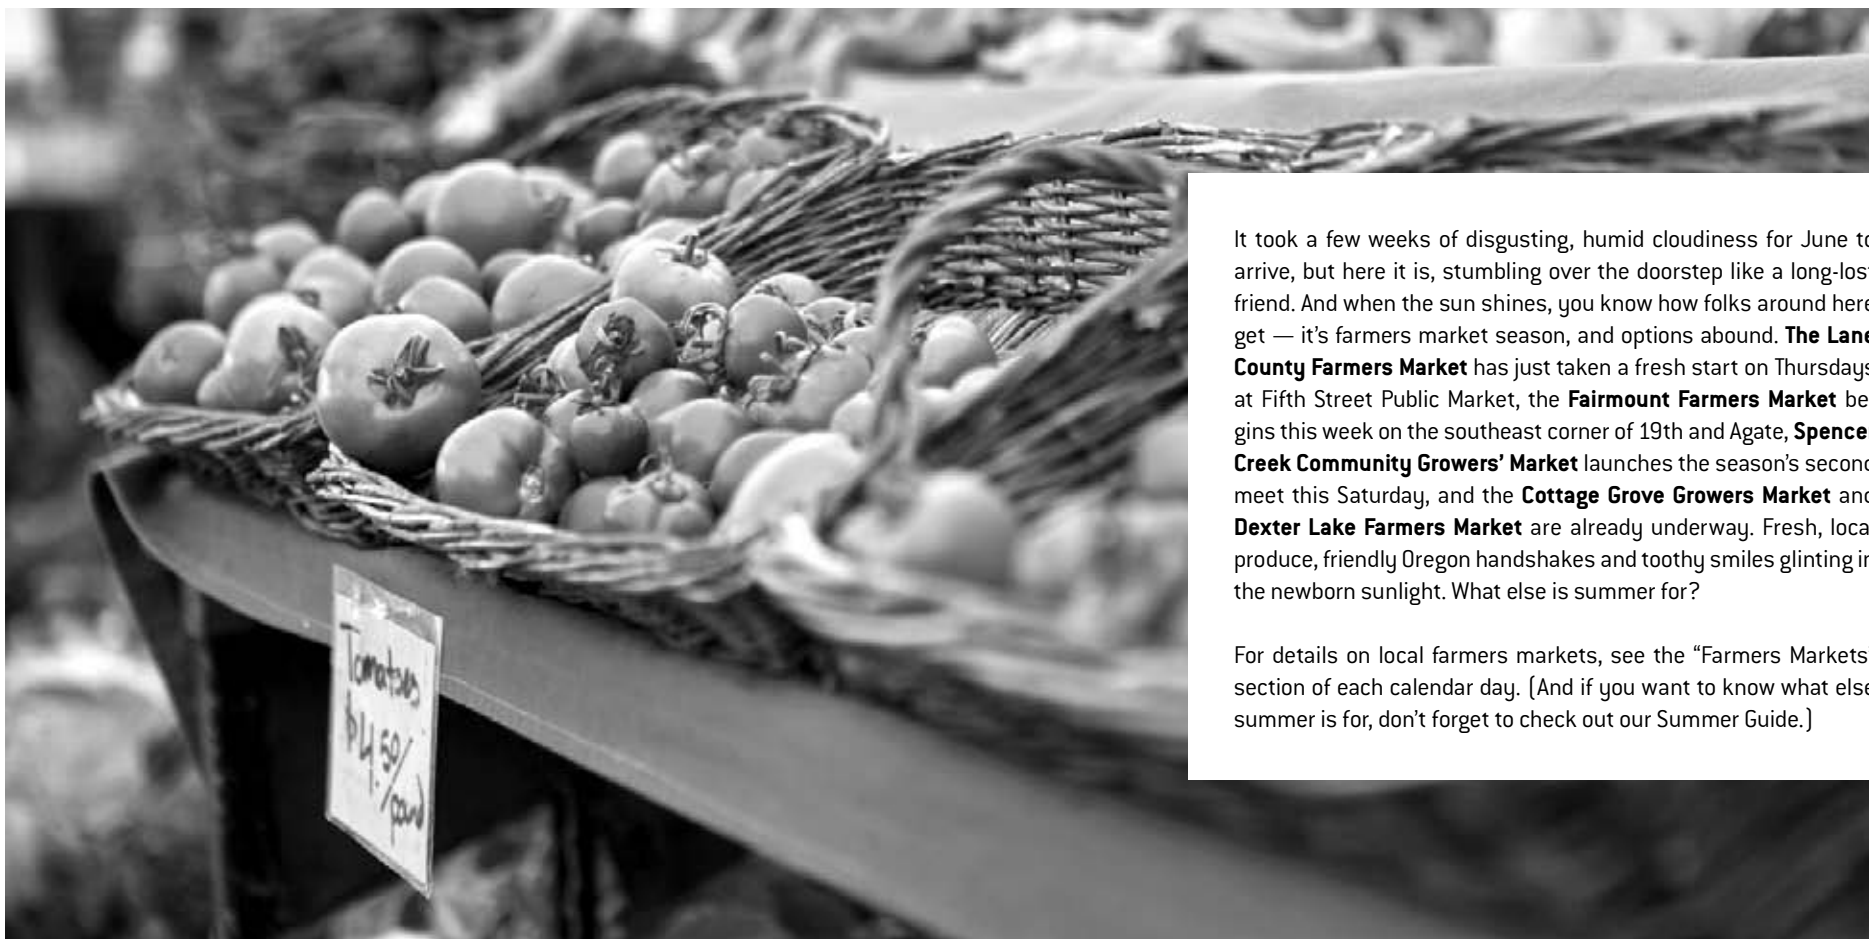 It took a few weeks of disgusting, humid cloudiness for June to
arrive, but here it is, stumbling over the doorstep like a long-lost
friend. And when the sun shines, you know how folks around here
get — it’s farmers market season, and options abound. The Lane
County Farmers Market has just taken a fresh start on Thursdays
at Fifth Street Public Market, the Fairmount Farmers Market be-
gins this week on the southeast corner of 19th and Agate, Spencer
Creek Community Growers’ Market launches the season’s second
meet this Saturday, and the Cottage Grove Growers Market and
Dexter Lake Farmers Market are already underway. Fresh, local
produce, friendly Oregon handshakes and toothy smiles glinting in
the newborn sunlight. What else is summer for?
For details on local farmers markets, see the “Farmers Markets”
section of each calendar day. (And if you want to know what else
summer is for, don’t forget to check out our Summer Guide.)
Tomatoes
$4.50/
pound